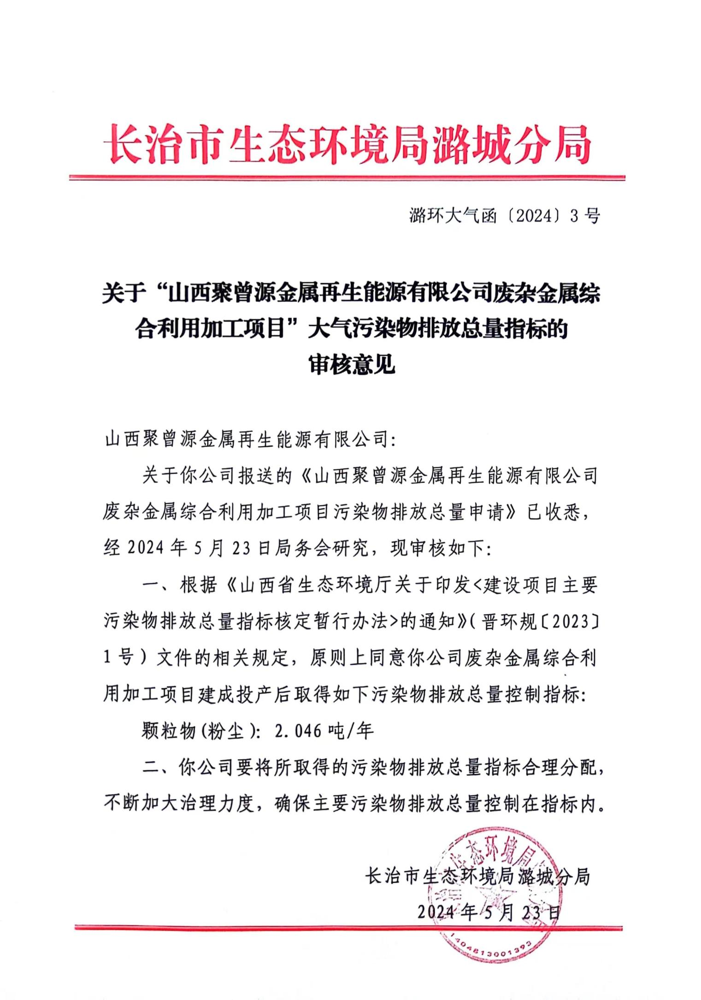 长治市生态环境局潞城分局
潞环大气函〔2024〕3号
关于“山西聚曾源金属再生能源有限公司废杂金属综
合利用加工项目”大气污染物排放总量指标的
审核意见
山西聚曾源金属再生能源有限公司：
关于你公司报送的《山西聚曾源金属再生能源有限公司
废杂金属综合利用加工项目污染物排放总量申请》已收悉，
经2024年5月23日局务会研究，现审核如下：
一、根据《山西省生态环境厅关于印发<建设项目主要
污染物排放总量指标核定暂行办法>的通知》（晋环规〔2023〕
1号）文件的相关规定，原则上同意你公司废杂金属综合利
用加工项目建成投产后取得如下污染物排放总量控制指标：
颗粒物（粉尘）：2.046吨/年
二、你公司要将所取得的污染物排放总量指标合理分配，
不断加大治理力度，确保主要污染物排放总量控制在指标内。
生态环境局
长治市生态环境局潞城分局
2024年5月23日
1404813001393